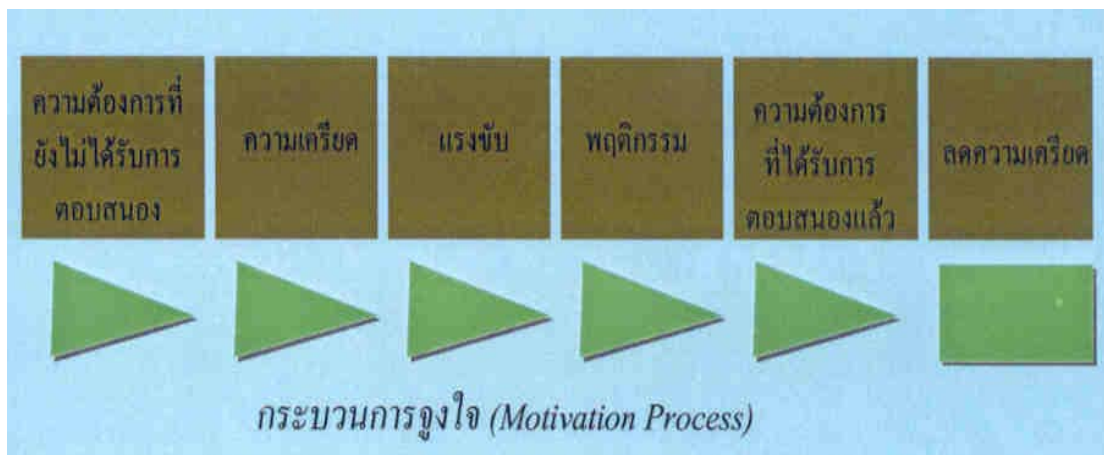 ความต้องการที่
ยังไม่ได้รับการ
ตอบสนอง
ความเครียด
แรงขับ
พฤติกรรม
ความต้องการ
ที่ได้รับการ
ตอบสนองแล้ว
ลดความเครียด
กระบวนการจูงใจ (Motivation Process)